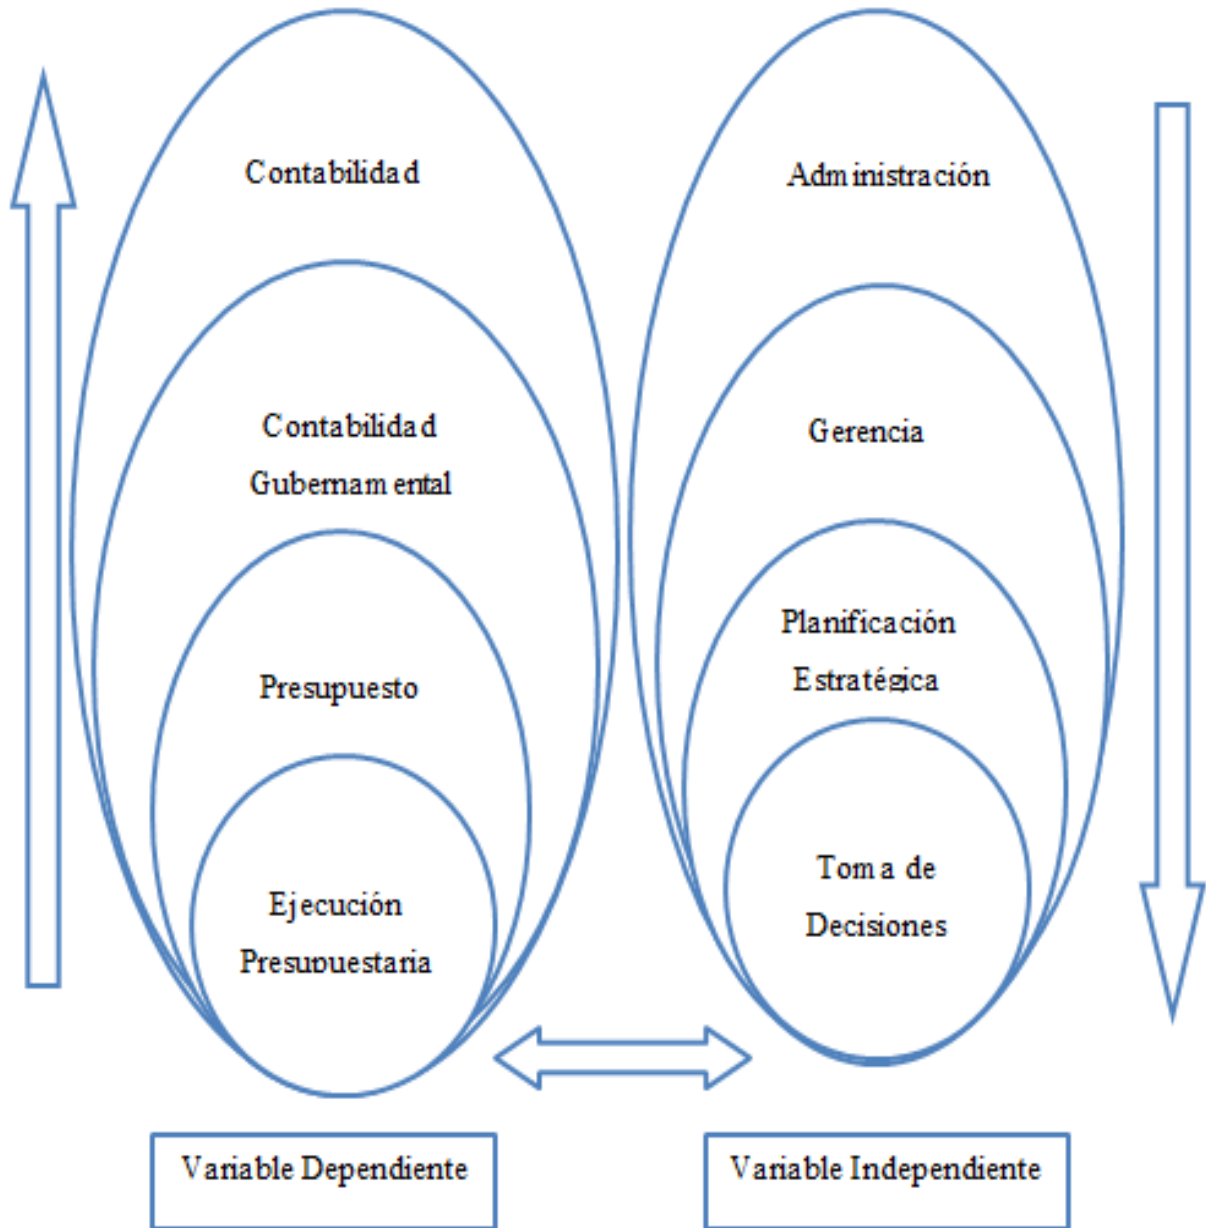 Contabilidad
Contabilidad
Gubernamental
Presupuesto
Ejecución
Presupuestaria
Variable Dependiente
Administración
Gerencia
Planificación
Estratégica
Toma de
Decisiones
Variable Independiente